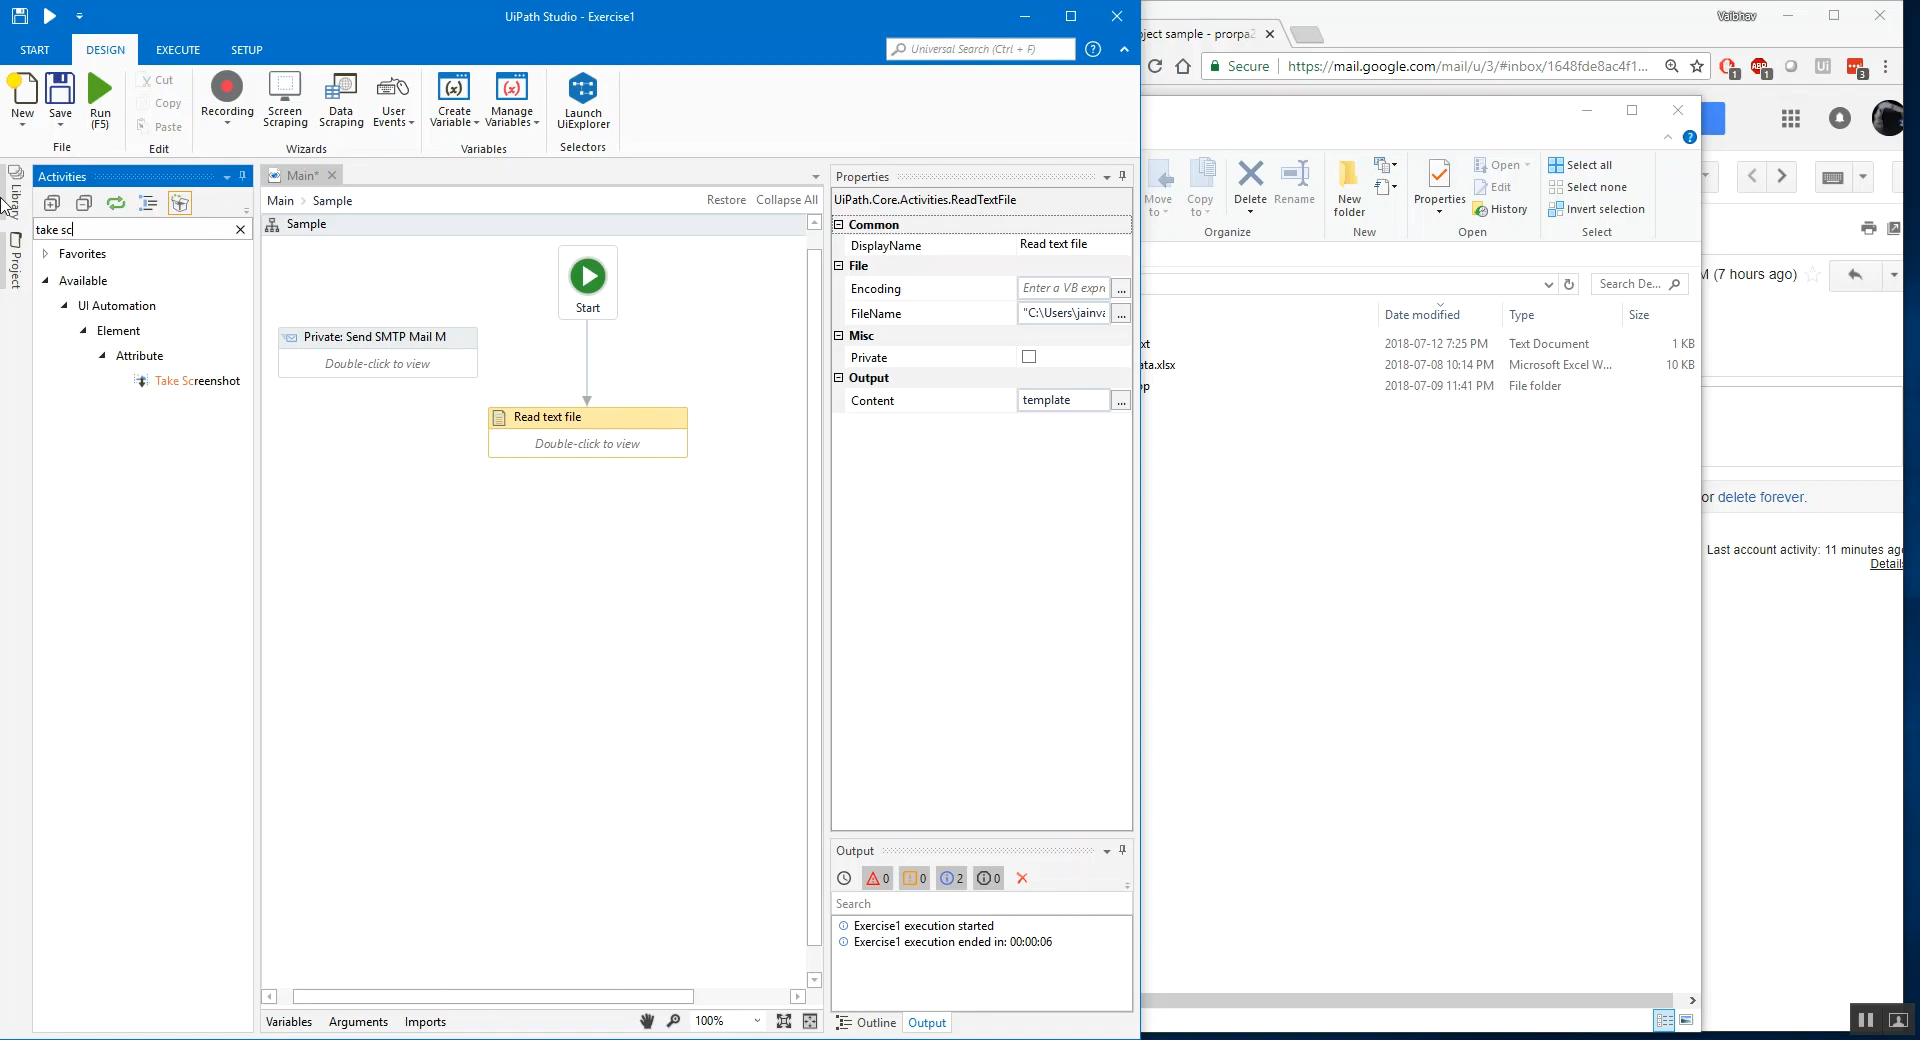 UiPath Studio - Exercise1
START
DESIGN
EXECUTE
SETUP
Universal Search (Ctrl + F)
New
Save
Run
(F5)
File
Cut
Copy
Paste
Edit
Recording
Screen
Scraping
Data
Scraping
User
Events
Wizards
Create
Variable
Manage
Variables
Variables
Launch
UiExplorer
Selectors
Library
Project
Activities
take sc
Favorites
Available
UI Automation
Element
Attribute
Take Screenshot
Main*
Main
Sample
Restore
Collapse All
Sample
Start
Private: Send SMTP Mail M
Double-click to view
Read text file
Double-click to view
Variables
Arguments
Imports
100%
Properties
UiPath.Core.Activities.ReadTextFile
Common
DisplayName
Read text file
File
Encoding
Enter a VB expr
...
FileName
"C:\Users\jainva
...
Misc
Private
Output
Content
template
...
Output
0
0
2
0
Search
Exercise1 execution started
Exercise1 execution ended in: 00:00:06
Outline
Output
Vaibhav
ject sample - prorpa2
Secure
https://mail.google.com/mail/u/3/#inbox/1648fde8ac4f1...
1
ABP
1
Ui
3
Move
to
Copy
to
Delete
Rename
Organize
New
folder
New
Properties
Open
Edit
History
Open
Select all
Select none
Invert selection
Select
Search De...
Date modified
Type
Size
xt
2018-07-12 7:25 PM
Text Document
1 KB
ata.xlsx
2018-07-08 10:14 PM
Microsoft Excel W...
10 KB
2018-07-09 11:41 PM
File folder
M (7 hours ago)
or delete forever.
Last account activity: 11 minutes ago
Details